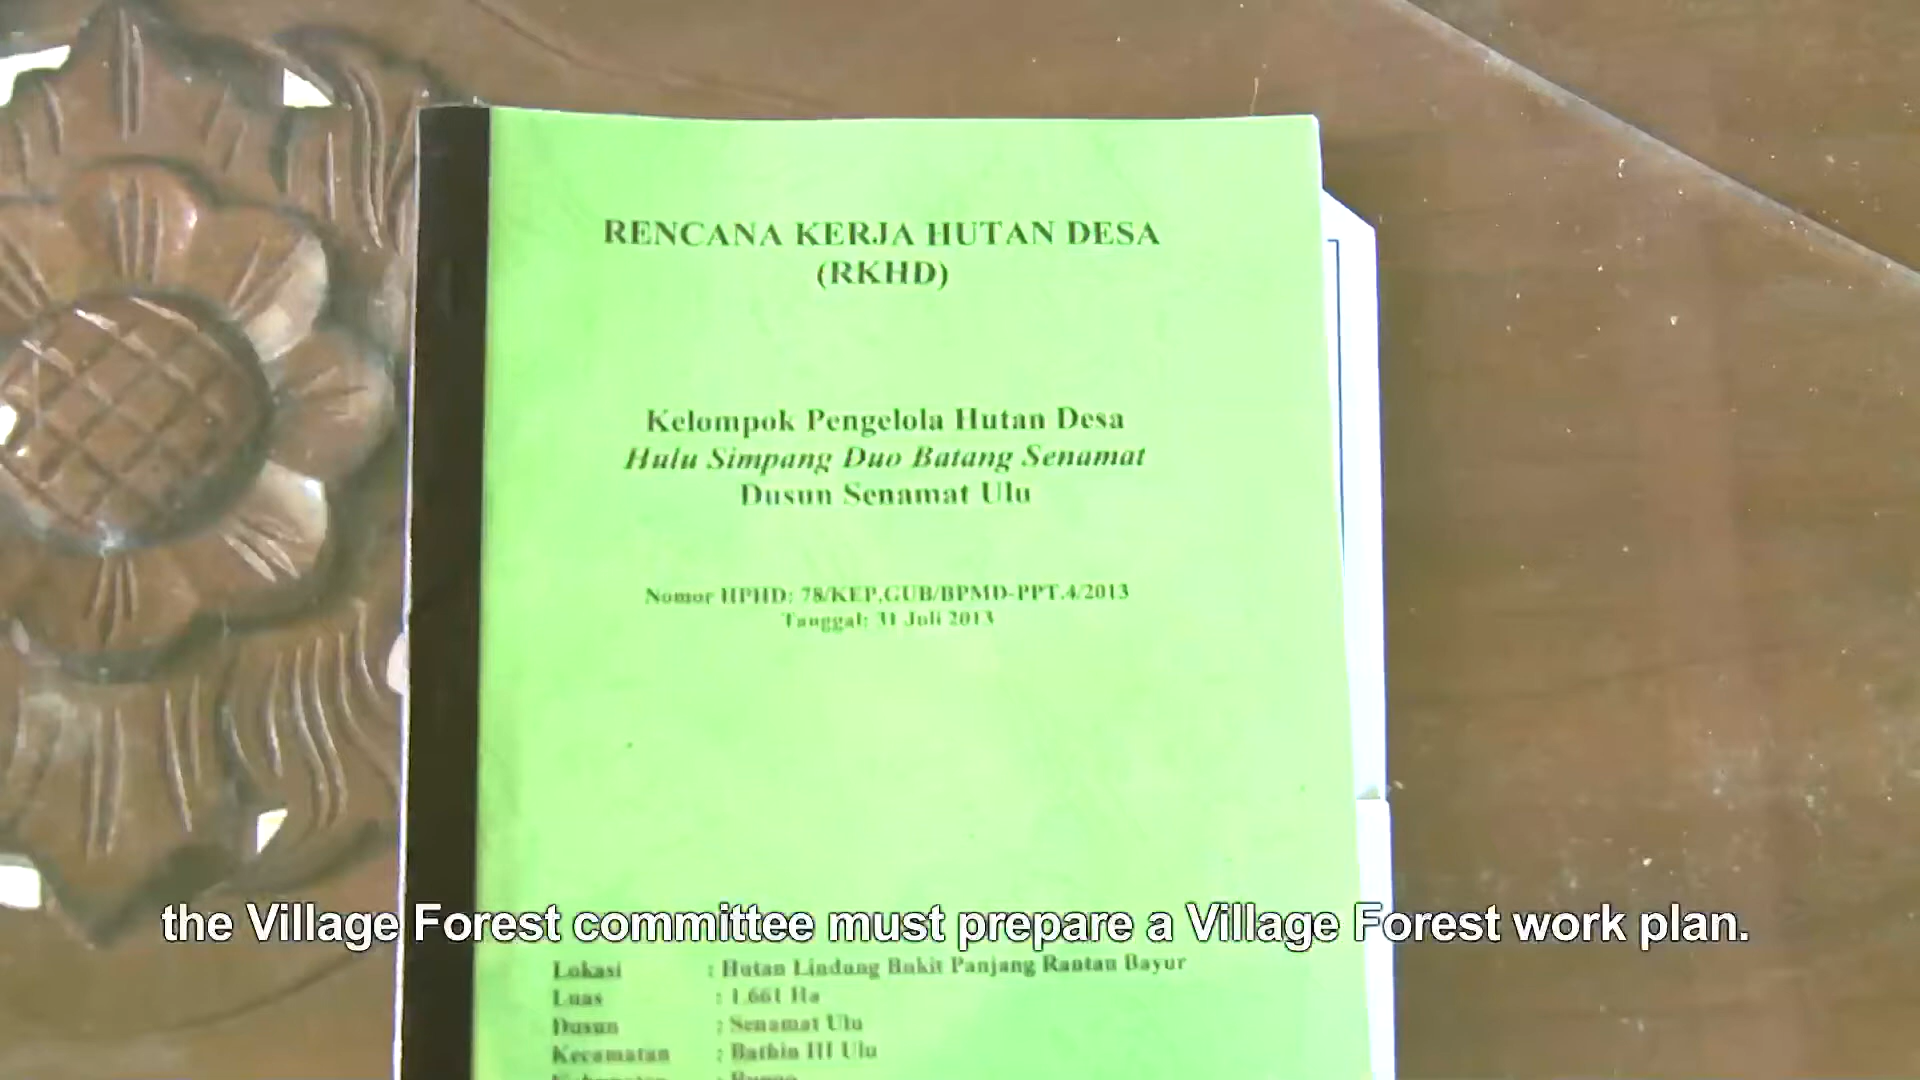 RENCANA KERJA HUTAN DESA
(RKHD)
Kelompok Pengelola Hutan Desa
Hulu Simpang Duo Batang Senamat
Dusun Senamat Ulu
Nomor HPHD: 78/KEP.GUB/BPMD-PPT.4/2013
Tanggal: 31 Juli 2013
the Village Forest committee must prepare a Village Forest work plan.
Lokasi : Hutan Lindung Bukit Panjang Rantau Bayur
Luas : 1.661 Ha
Dusun : Senamat Ulu
Kecamatan : Bathin III Ulu